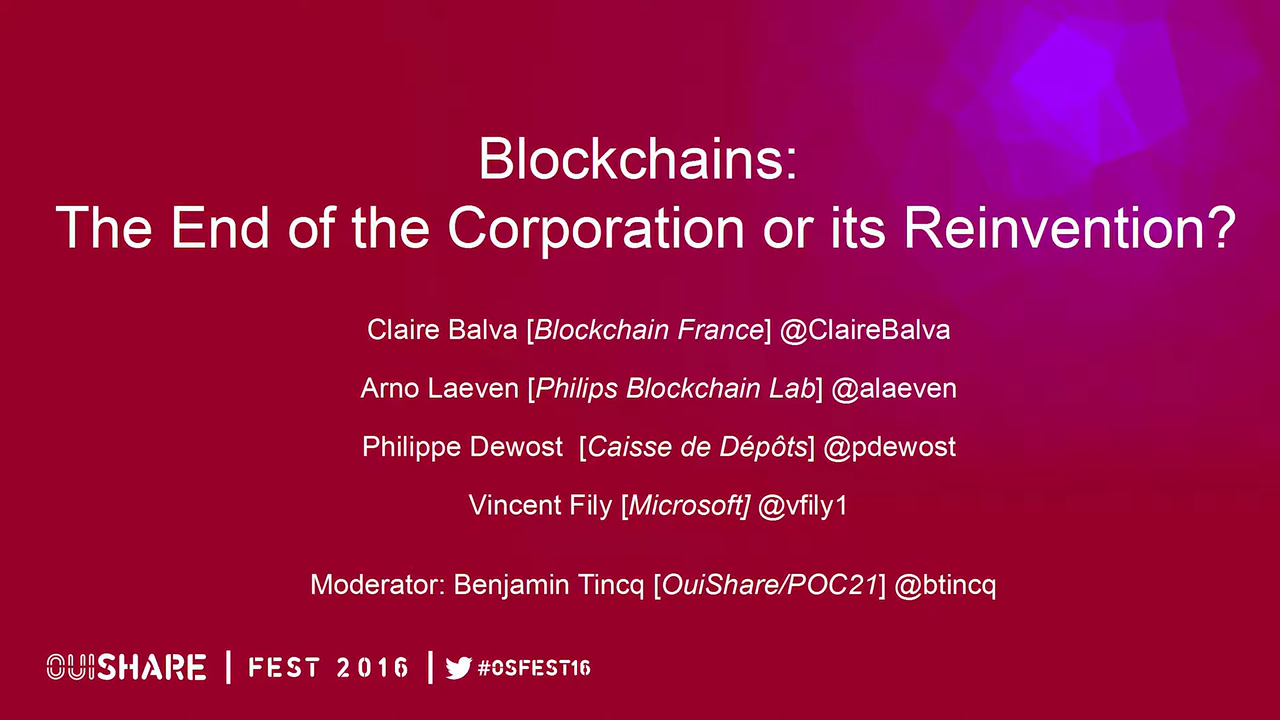 Blockchains:
The End of the Corporation or its Reinvention?
Claire Balva [Blockchain France] @ClaireBalva
Arno Laeven [Philips Blockchain Lab] @alaeven
Philippe Dewost [Caisse de Dépôts] @pdewost
Vincent Fily [Microsoft] @vfily1
Moderator: Benjamin Tincq [OuiShare/POC21] @btincq
OUISHARE | FEST 2016 | #OSFEST16